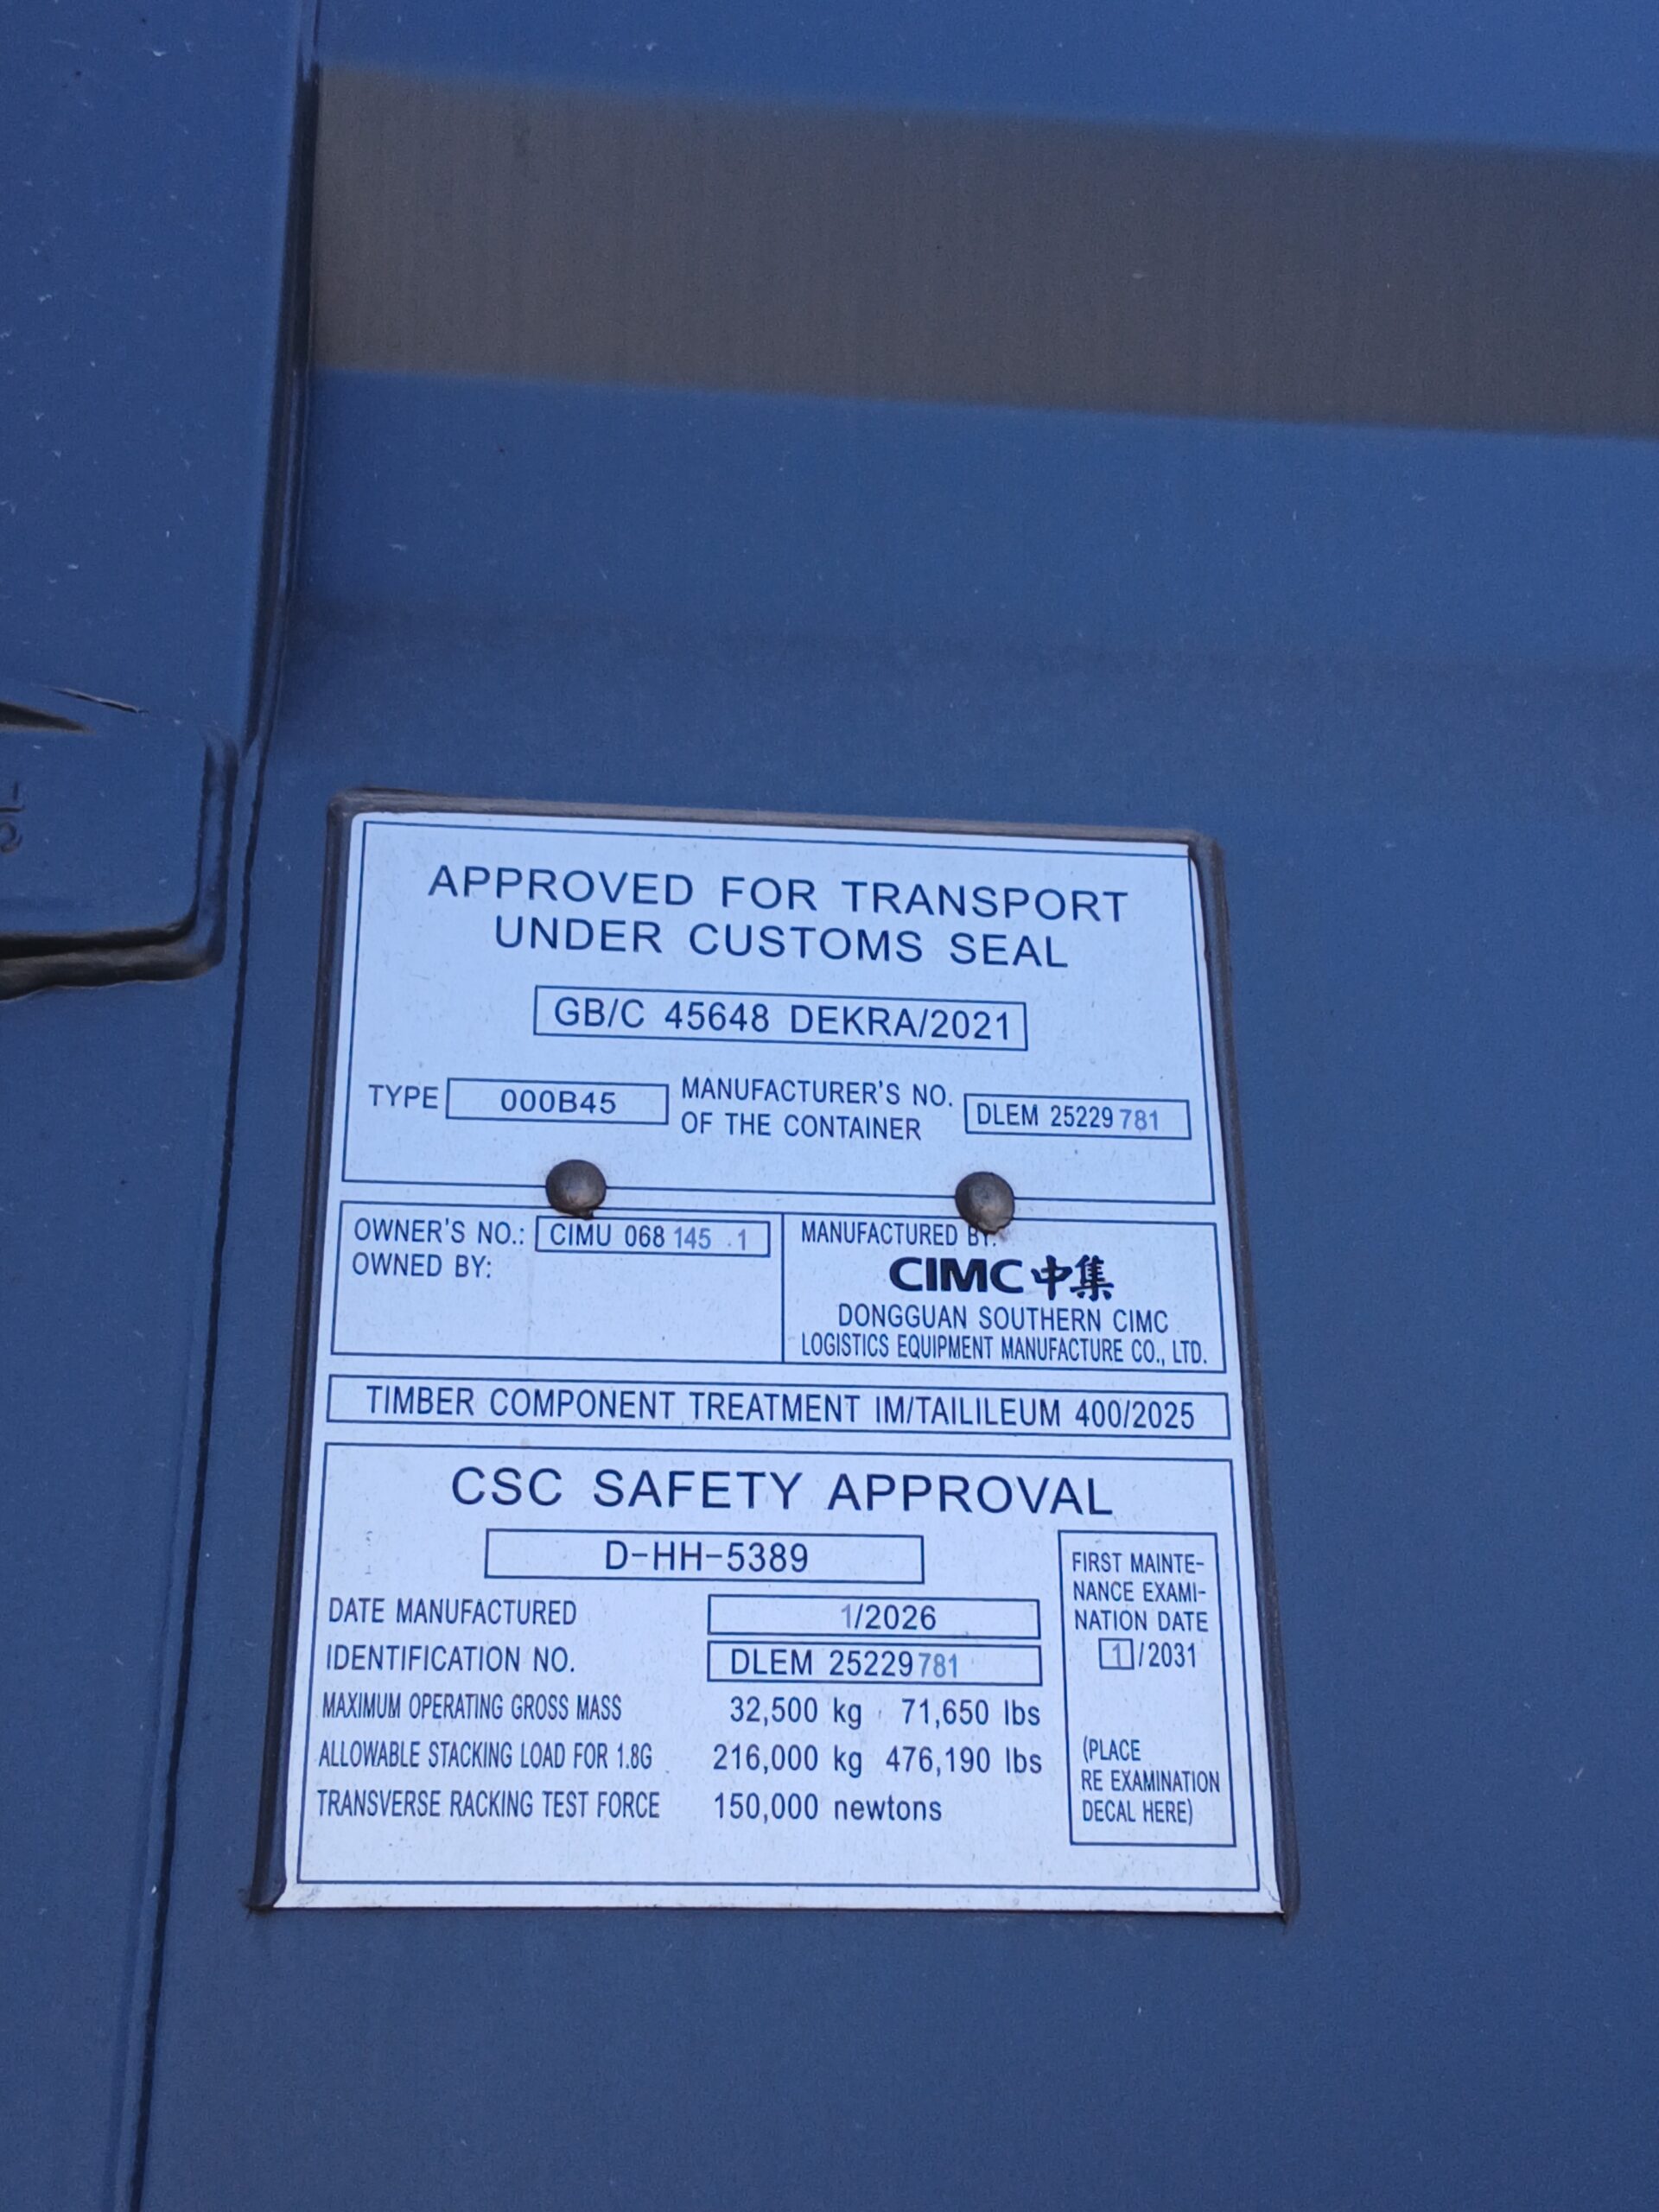 APPROVED FOR TRANSPORT
UNDER CUSTOMS SEAL
GB/C 45648 DEKRA/2021
TYPE 000B45 MANUFACTURER'S NO. OF THE CONTAINER DLEM 25229781
OWNER'S NO.: CIMU 068 145 .1
OWNED BY:
MANUFACTURED BY:
CIMC 中集
DONGGUAN SOUTHERN CIMC
LOGISTICS EQUIPMENT MANUFACTURE CO., LTD.
TIMBER COMPONENT TREATMENT IM/TAILILEUM 400/2025
CSC SAFETY APPROVAL
D-HH-5389
DATE MANUFACTURED 1/2026
IDENTIFICATION NO. DLEM 25229781
MAXIMUM OPERATING GROSS MASS 32,500 kg 71,650 lbs
ALLOWABLE STACKING LOAD FOR 1.8G 216,000 kg 476,190 lbs
TRANSVERSE RACKING TEST FORCE 150,000 newtons
FIRST MAINTE-
NANCE EXAMI-
NATION DATE
1/2031
(PLACE
RE EXAMINATION
DECAL HERE)